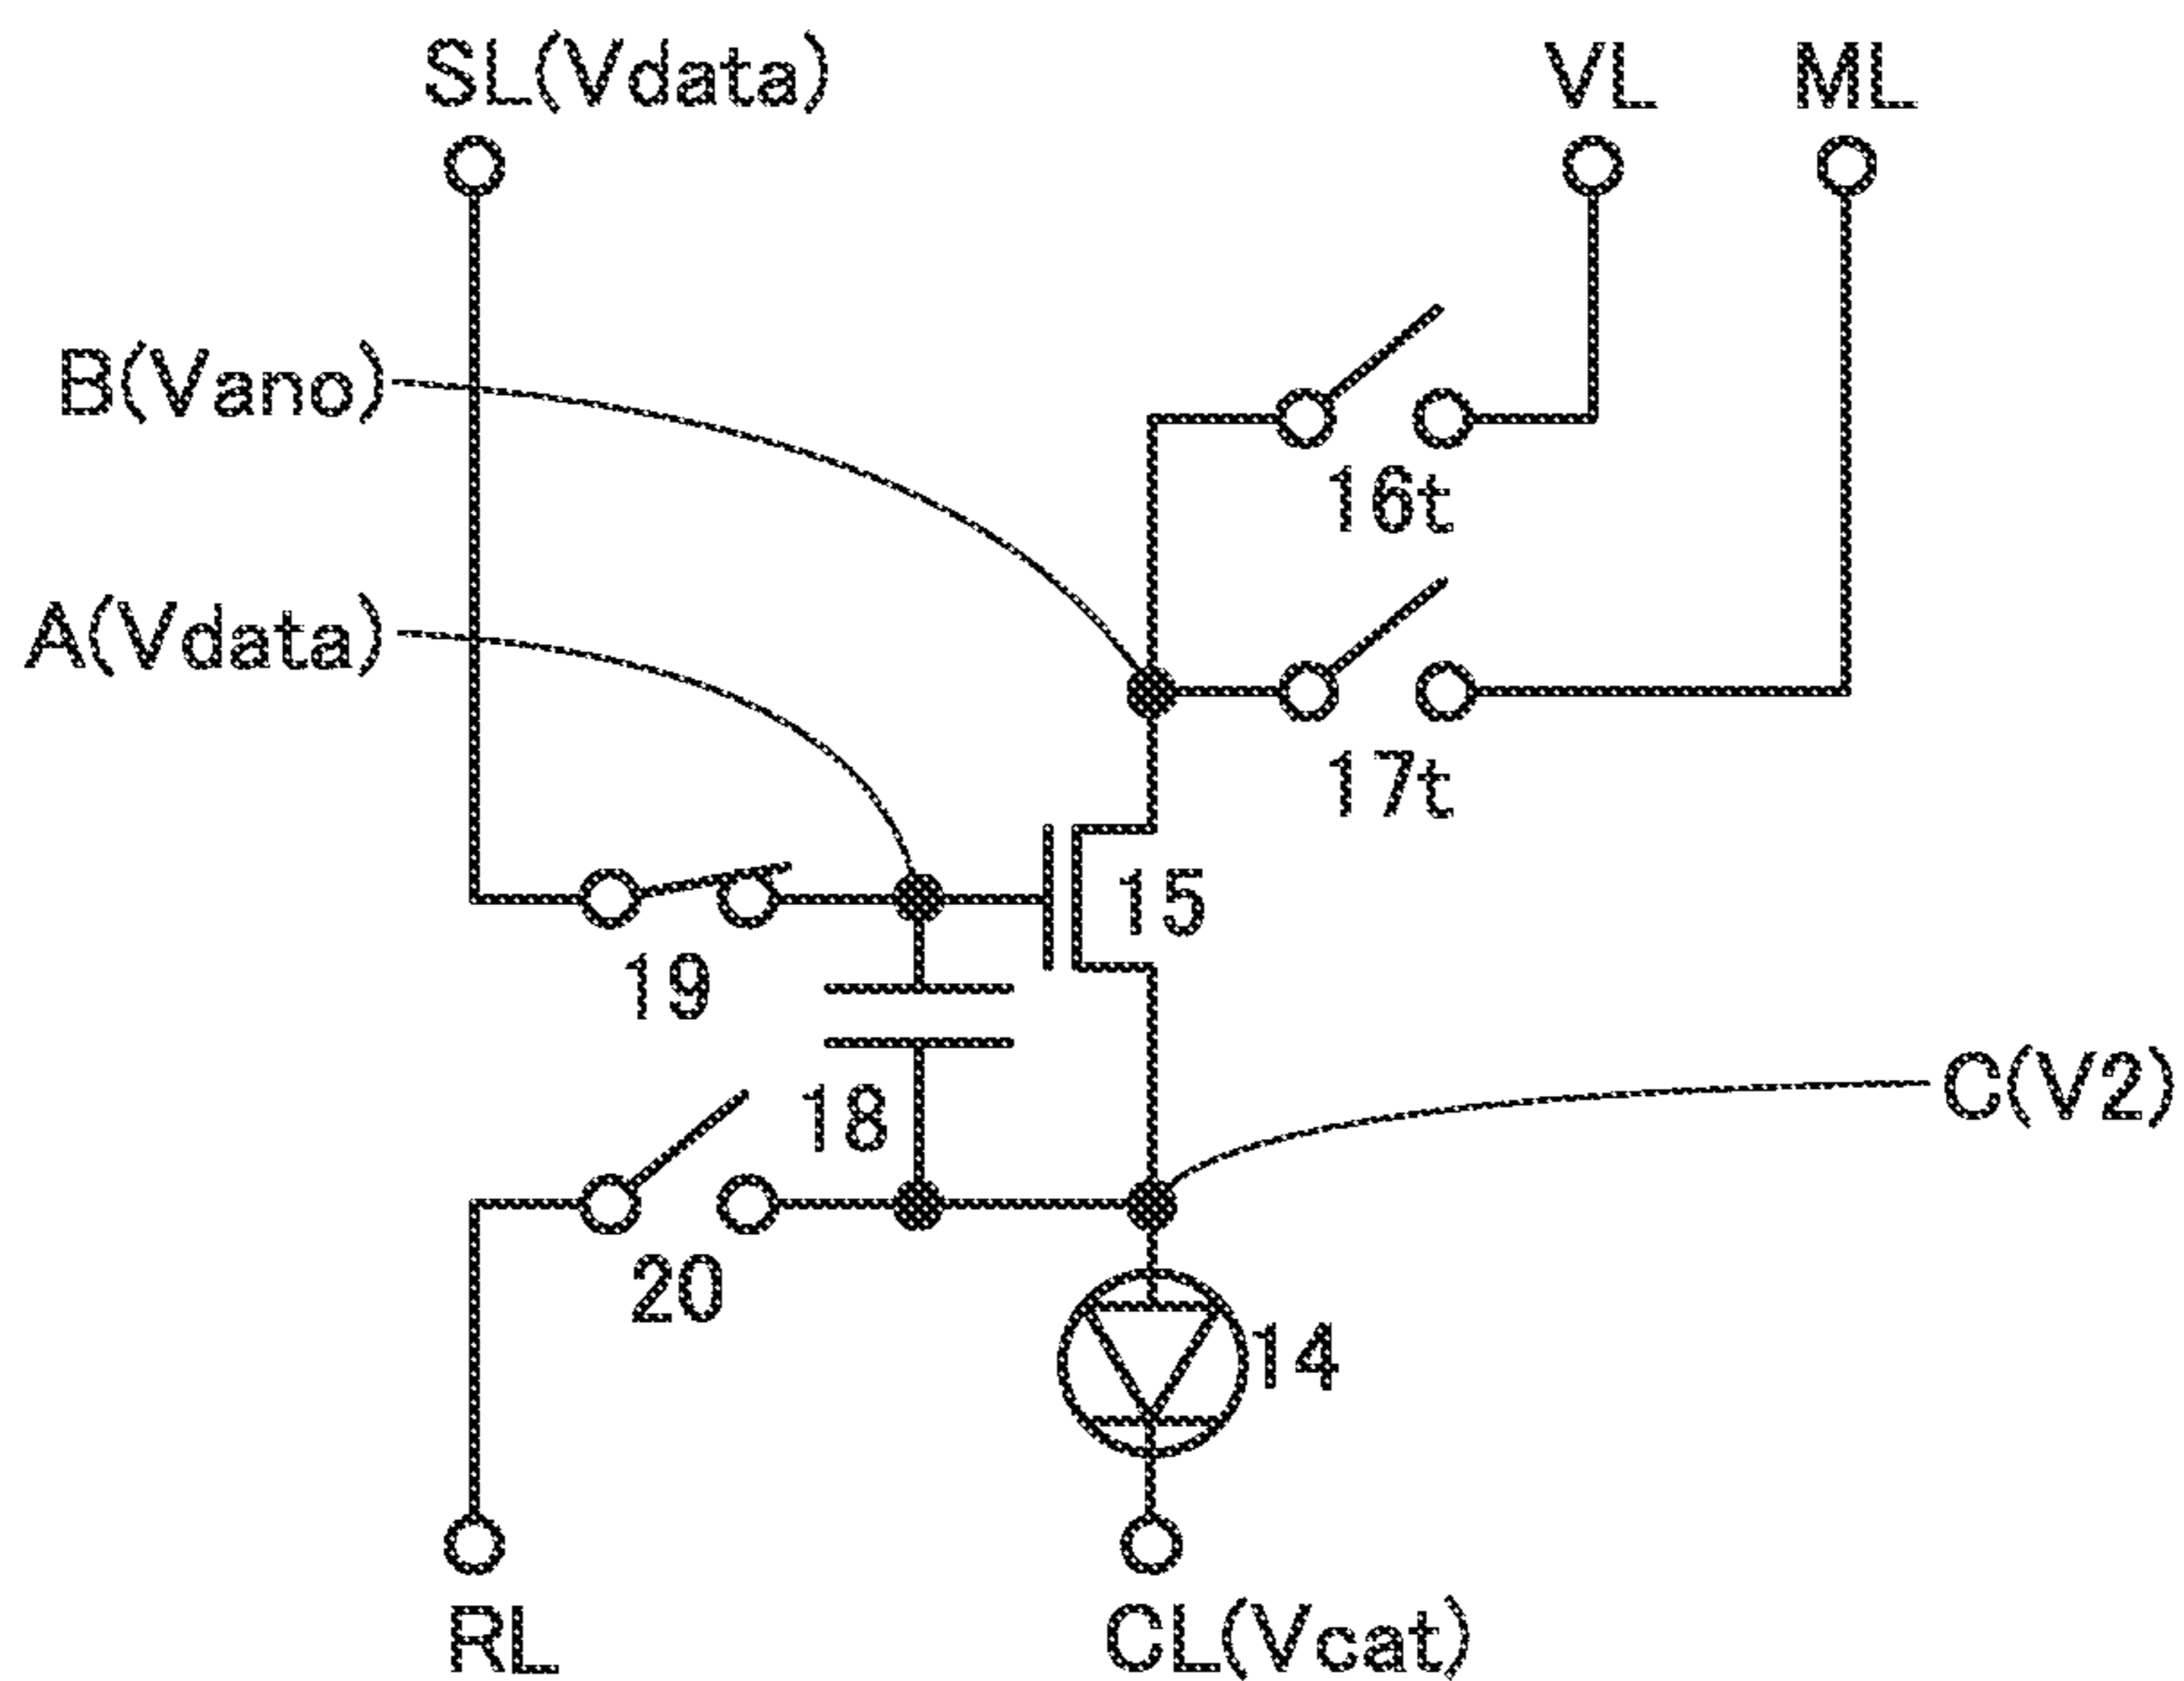 SL(Vdata)
VL
ML
B(Vano)
16t
A(Vdata)
17t
15
19
C(V2)
18
20
14
RL
CL(Vcat)